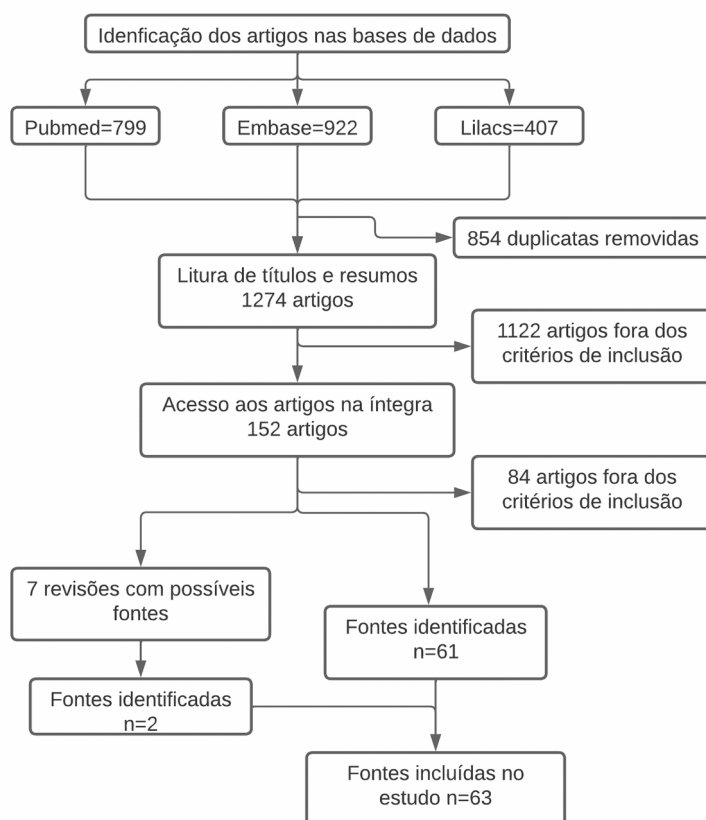 Idenficação dos artigos nas bases de dados
Pubmed=799
Embase=922
Lilacs=407
854 duplicatas removidas
Litura de títulos e resumos
1274 artigos
1122 artigos fora dos
critérios de inclusão
Acesso aos artigos na íntegra
152 artigos
84 artigos fora dos
critérios de inclusão
7 revisões com possíveis
fontes
Fontes identificadas
n=61
Fontes identificadas
n=2
Fontes incluídas no
estudo n=63